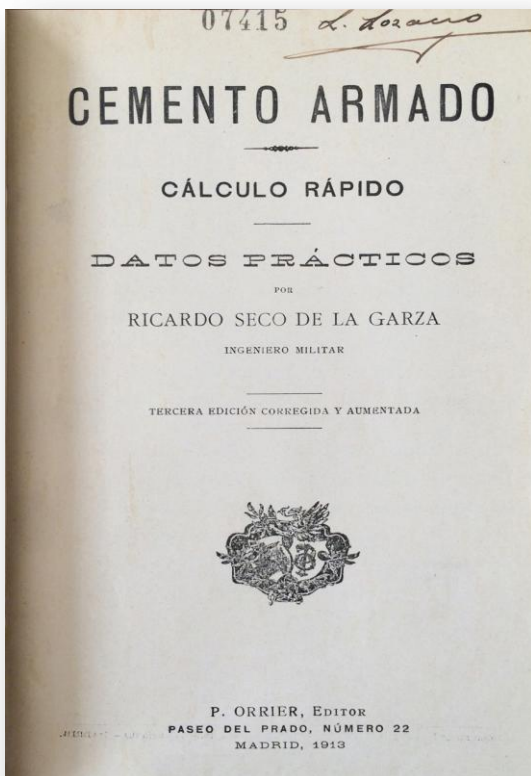 07415 L. Lozano
CEMENTO ARMADO
CÁLCULO RÁPIDO
DATOS PRÁCTICOS
POR
RICARDO SECO DE LA GARZA
INGENIERO MILITAR
TERCERA EDICIÓN CORREGIDA Y AUMENTADA
P. ORRIER, EDITOR
PASEO DEL PRADO, NÚMERO 22
MADRID, 1913